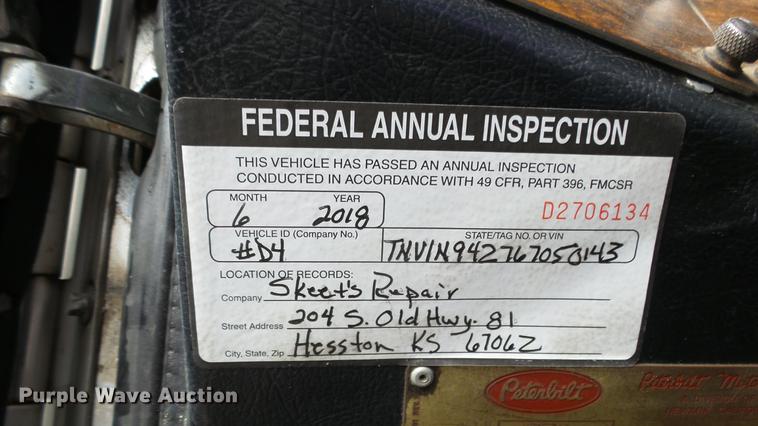 FEDERAL ANNUAL INSPECTION
THIS VEHICLE HAS PASSED AN ANNUAL INSPECTION
CONDUCTED IN ACCORDANCE WITH 49 CFR, PART 396, FMCSR
MONTH YEAR
6 2018
D2706134
VEHICLE ID (Company No.) STATE/TAG NO. OR VIN
#D4 TNVIN942767050143
LOCATION OF RECORDS:
Company Skeet's Repair
Street Address 204 S. Old Hwy. 81
City, State, Zip Hesston KS 67062
Peterbilt
Purple Wave Auction